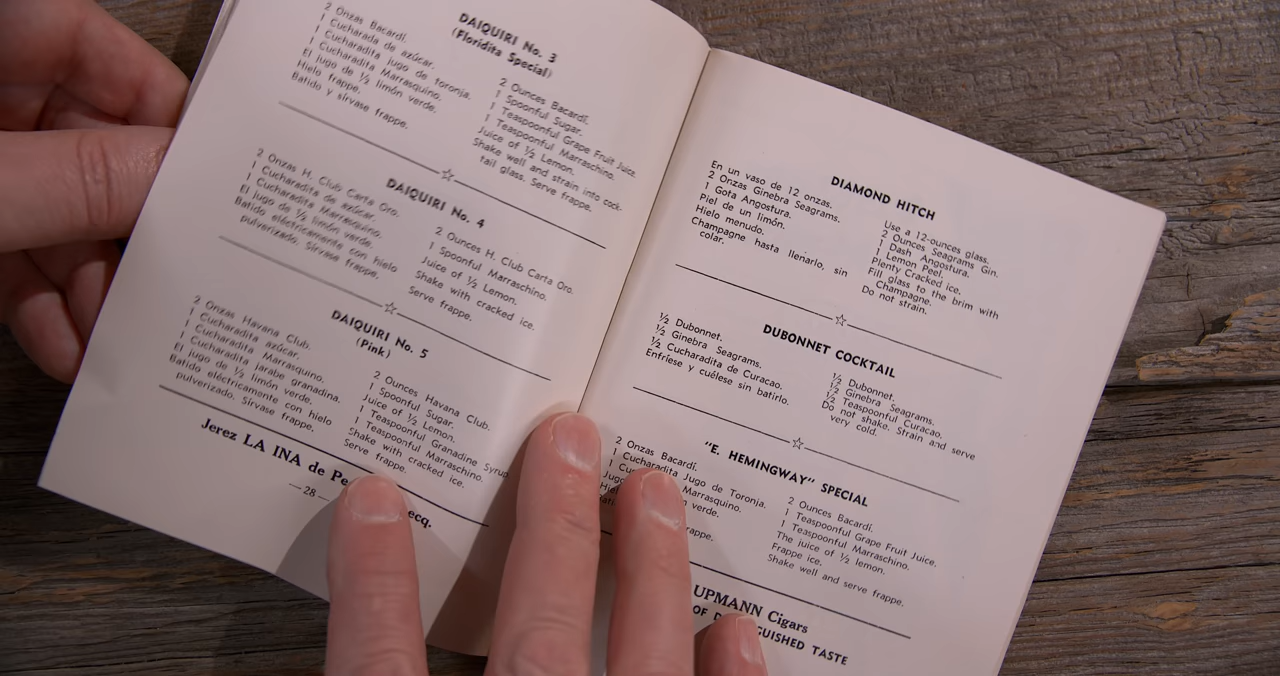 DAIQUIRI No. 3
(Floridita Special)
2 Onzas Bacardí.
1 Cucharada de azúcar.
1 Cucharadita jugo de toronja.
1 Cucharadita Marrasquino.
El jugo de ½ limón verde.
Hielo frappe.
Batido y sírvase frappe.
2 Ounces Bacardí.
1 Spoonful Sugar.
1 Teaspoonful Grape Fruit Juice.
1 Teaspoonful Marraschino.
Juice of ½ Lemon.
Shake well and strain into cock-
tail glass. Serve frappe.
DAIQUIRI No. 4
2 Onzas H. Club Carta Oro.
1 Cucharadita de azúcar.
1 Cucharadita Marrasquino.
El jugo de ½ limón verde.
Batido eléctricamente con hielo
pulverizado. Sírvase frappe.
2 Ounces H. Club Carta Oro.
1 Spoonful Marraschino.
Juice of ½ Lemon.
Shake with cracked ice.
Serve frappe.
DAIQUIRI No. 5
(Pink)
2 Onzas Havana Club.
1 Cucharadita azúcar.
1 Cucharadita Marrasquino.
1 Cucharadita jarabe granadina.
El jugo de ½ limón verde.
Batido eléctricamente con hielo
pulverizado. Sírvase frappe.
2 Ounces Havana Club.
1 Spoonful Sugar.
Juice of ½ Lemon.
1 Teaspoonful Granadine Syrup
1 Teaspoonful Marraschino.
Shake with cracked ice.
Serve frappe.
Jerez LA INA de Pe ecq.
— 28 —
DIAMOND HITCH
En un vaso de 12 onzas.
2 Onzas Ginebra Seagrams.
1 Gota Angostura.
Piel de un limón.
Hielo menudo.
Champagne hasta llenarlo, sin
colar.
Use a 12-ounces glass.
2 Ounces Seagrams Gin.
1 Dash Angostura.
1 Lemon Peel.
Plenty Cracked ice.
Fill glass to the brim with
Champagne.
Do not strain.
DUBONNET COCKTAIL
½ Dubonnet.
½ Ginebra Seagrams.
½ Cucharadita de Curacao.
Enfríese y cuélese sin batirlo.
½ Dubonnet.
½ Ginebra Seagrams.
½ Teaspoonful Curacao.
Do not shake. Strain and serve
very cold.
"E. HEMINGWAY" SPECIAL
2 Onzas Bacardí.
1 Cucharadita Jugo de Toronja.
1 Marrasquino.
verde.
frappe.
2 Ounces Bacardí.
1 Teaspoonful Grape Fruit Juice.
1 Teaspoonful Marraschino.
The juice of ½ lemon.
Frappe ice.
Shake well and serve frappe.
UPMANN Cigars
OF D GUISHED TASTE